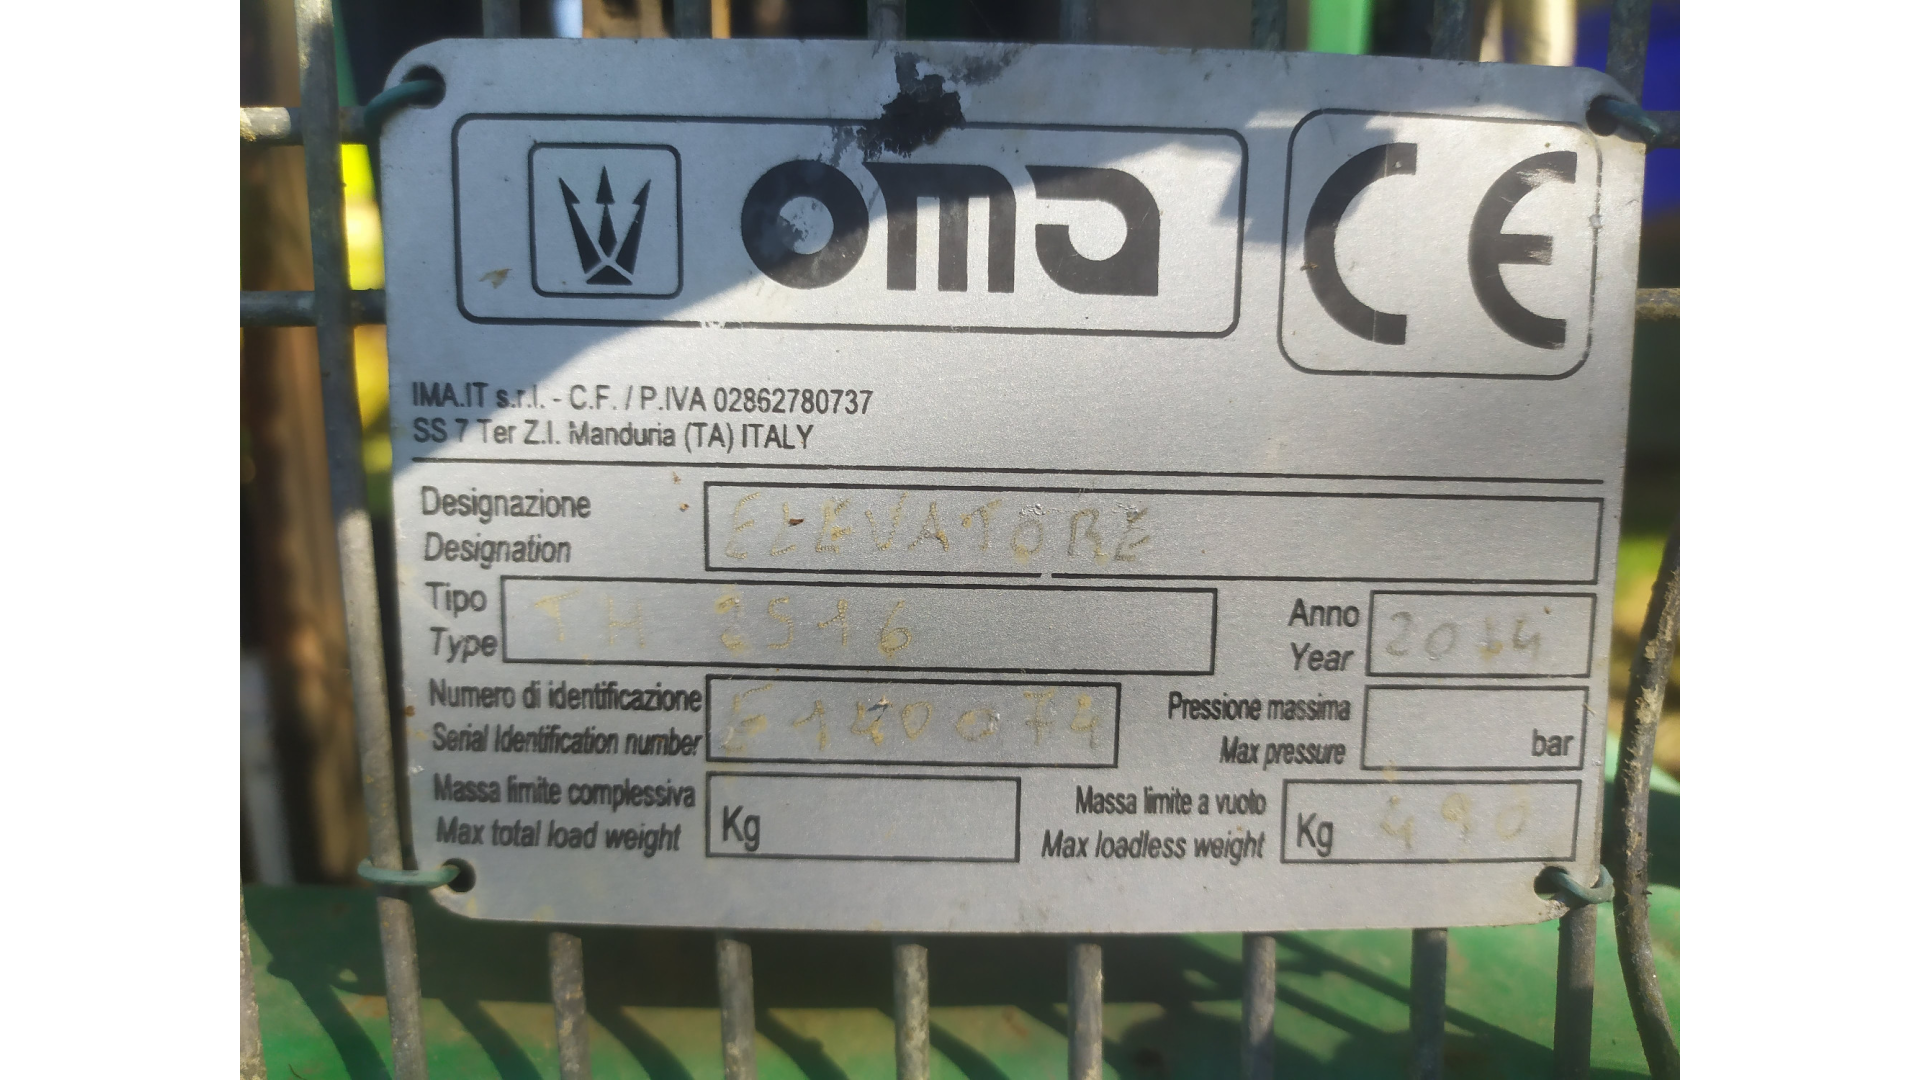 oma CE
IMA.IT s.r.l. - C.F. / P.IVA 02862780737
SS 7 Ter Z.I. Manduria (TA) ITALY
Designazione
Designation
ELEVATORE
Tipo
Type
TH 2516
Anno
Year
2014
Numero di identificazione
Serial Identification number
Pressione massima
Max pressure
bar
Massa limite complessiva
Max total load weight
Kg
Massa limite a vuoto
Max loadless weight
Kg 490